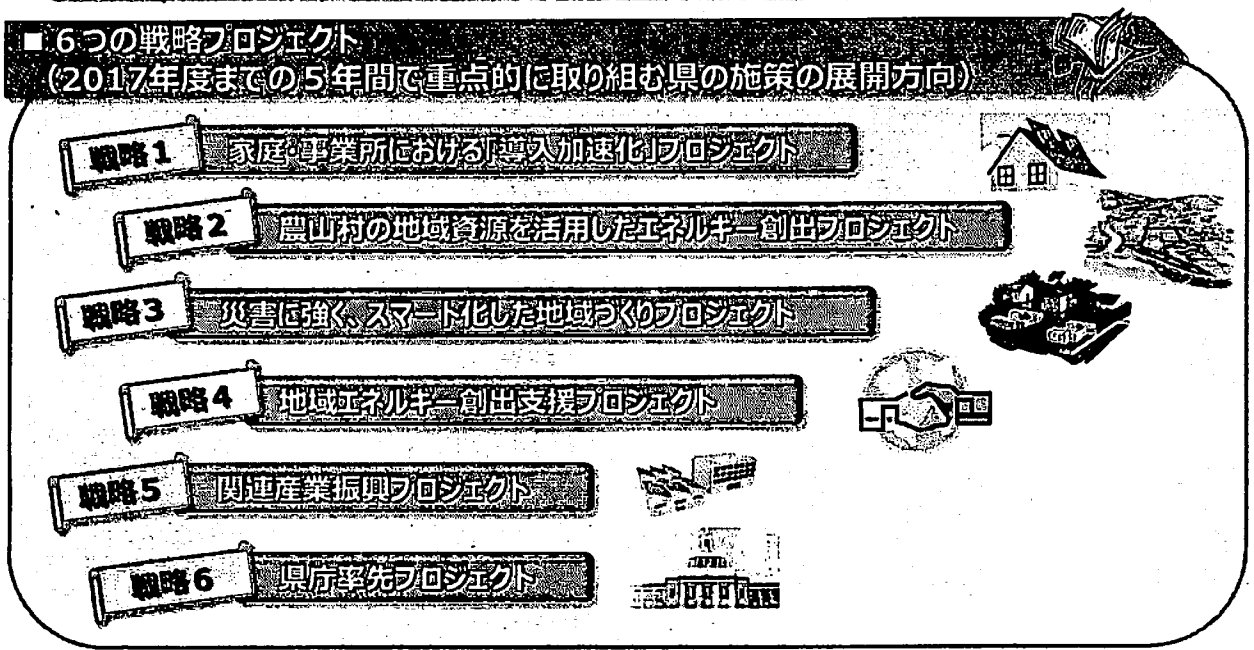 ■ 6つの戦略プロジェクト
(2017年度までの5年間で重点的に取り組む県の施策の展開方向)
戦略1 家庭・事業所における「導入加速化」プロジェクト
戦略2 農山村の地域資源を活用したエネルギー創出プロジェクト
戦略3 災害に強く、スマート化した地域づくりプロジェクト
戦略4 地域エネルギー創出支援プロジェクト
戦略5 関連産業振興プロジェクト
戦略6 県庁率先プロジェクト